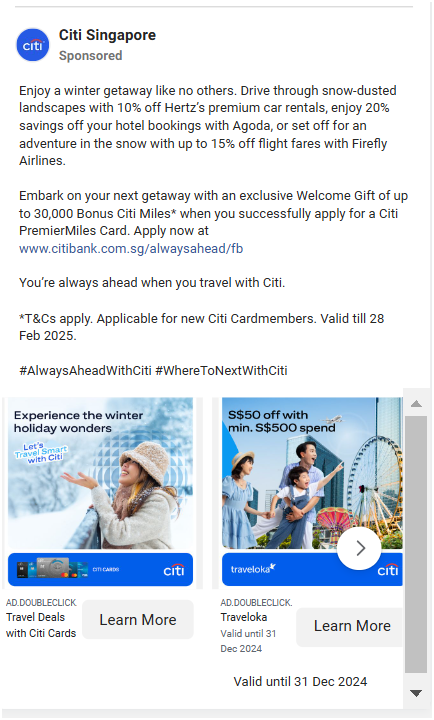 citi
Citi Singapore
Sponsored
Enjoy a winter getaway like no others. Drive through snow-dusted
landscapes with 10% off Hertz's premium car rentals, enjoy 20%
savings off your hotel bookings with Agoda, or set off for an
adventure in the snow with up to 15% off flight fares with Firefly
Airlines.
Embark on your next getaway with an exclusive Welcome Gift of up
to 30,000 Bonus Citi Miles* when you successfully apply for a Citi
PremierMiles Card. Apply now at
www.citibank.com.sg/alwaysahead/fb
You're always ahead when you travel with Citi.
*T&Cs apply. Applicable for new Citi Cardmembers. Valid till 28
Feb 2025.
#AlwaysAheadWithCiti #WhereToNextWithCiti
Experience the winter
holiday wonders
Let's
Travel Smart
with Citi
CITI CARDS
citi
AD.DOUBLECLICK
Travel Deals
with Citi Cards
Learn More
S$50 off with
min. S$500 spend
traveloka
citi
AD.DOUBLECLICK.
Traveloka
Valid until 31
Dec 2024
Learn More
Valid until 31 Dec 2024